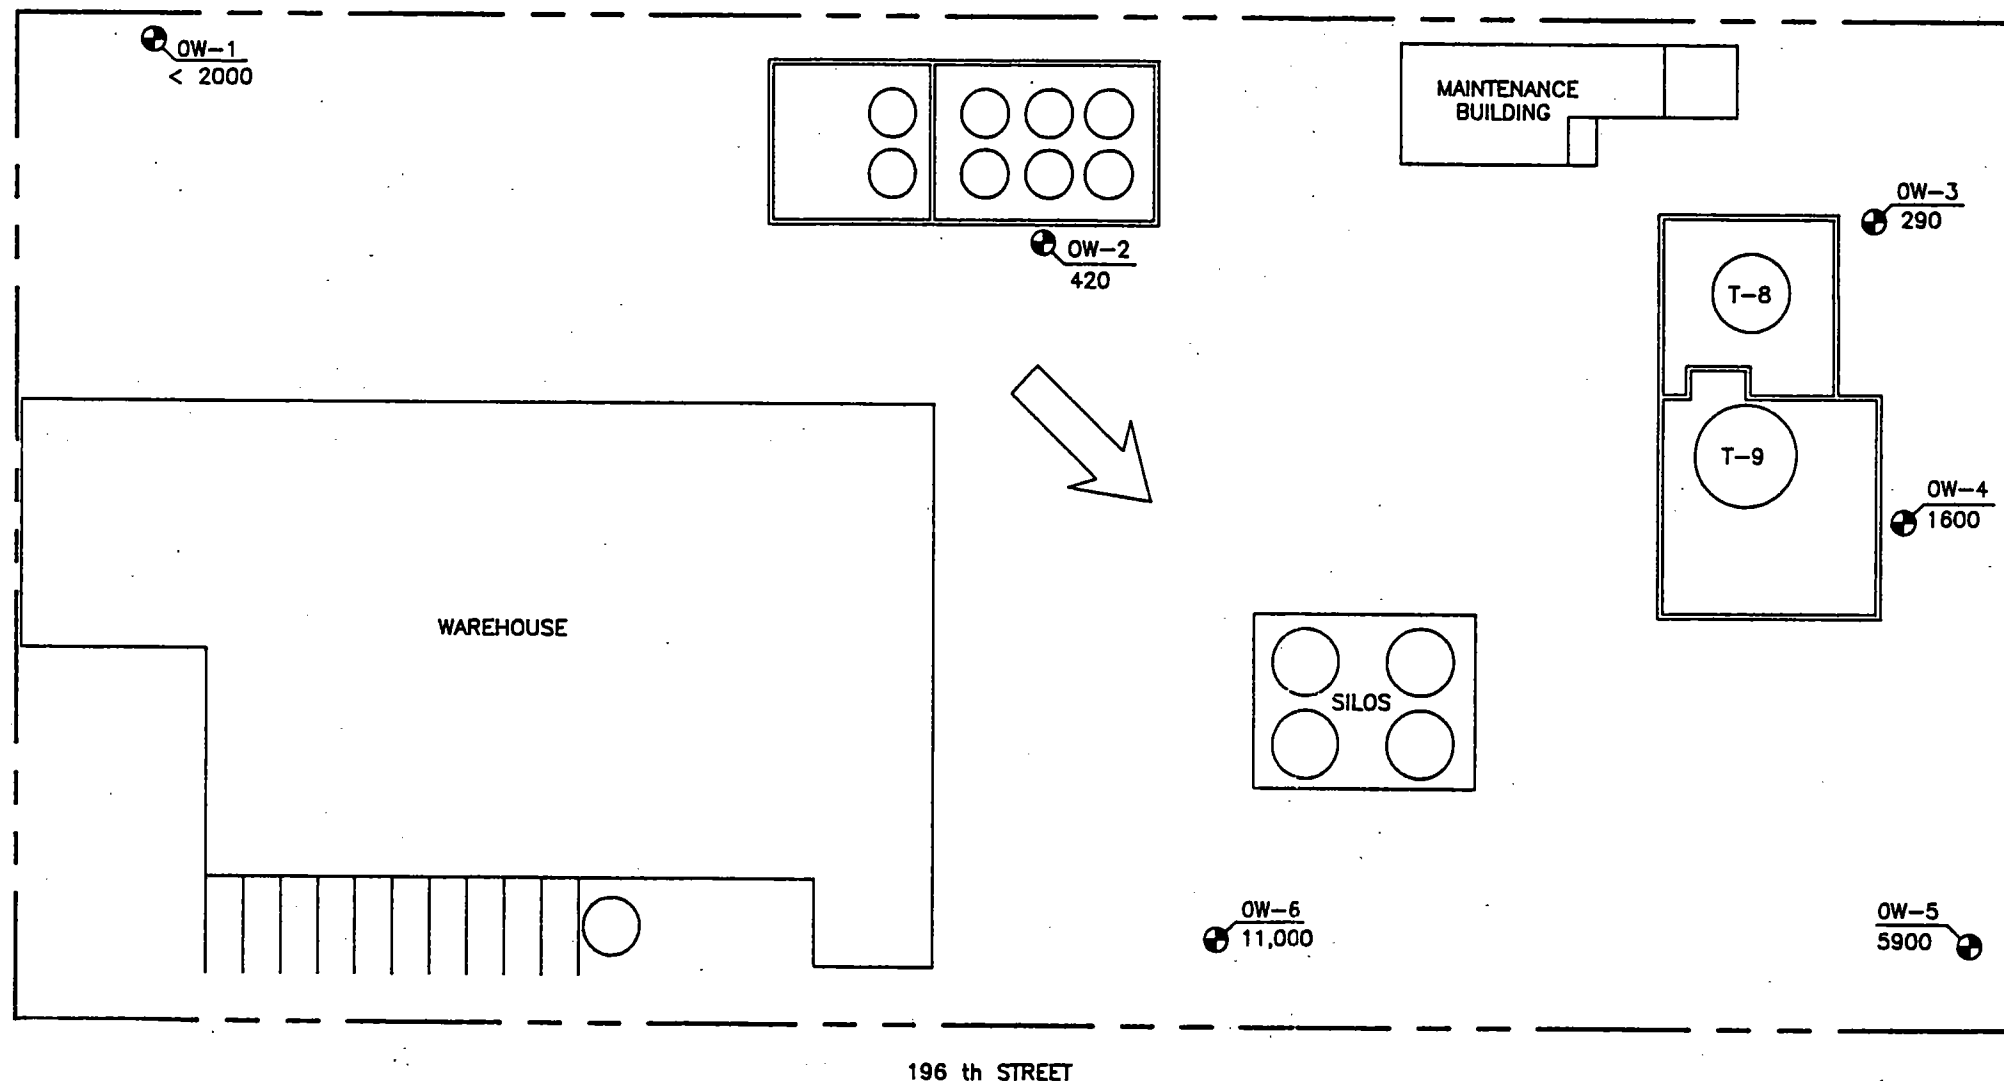 OW-1
< 2000
MAINTENANCE
BUILDING
OW-3
290
OW-2
420
T-8
T-9
OW-4
1600
WAREHOUSE
SILOS
OW-6
11,000
OW-5
5900
196 th STREET